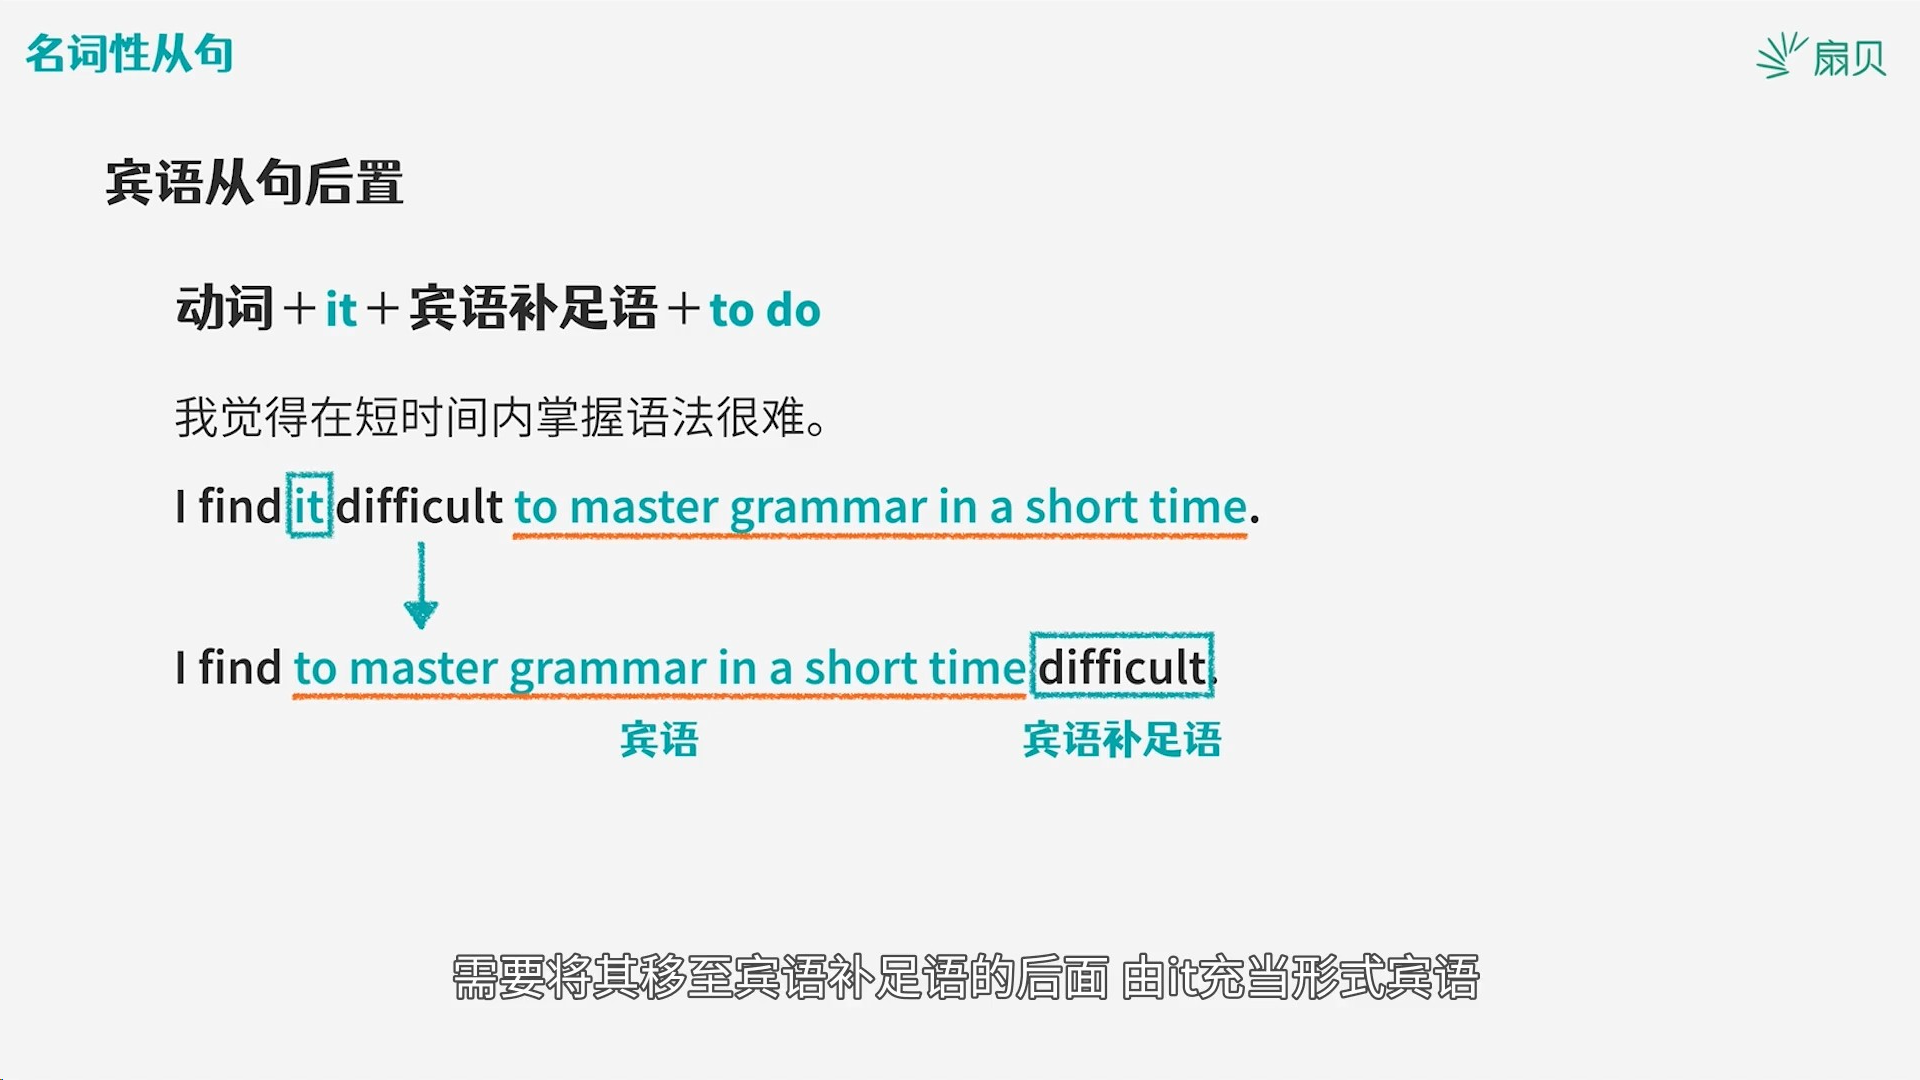 名词性从句
扇贝
宾语从句后置
动词＋it＋宾语补足语＋to do
我觉得在短时间内掌握语法很难。
I find it difficult to master grammar in a short time.
I find to master grammar in a short time difficult.
宾语 宾语补足语
需要将其移至宾语补足语的后面 由it充当形式宾语